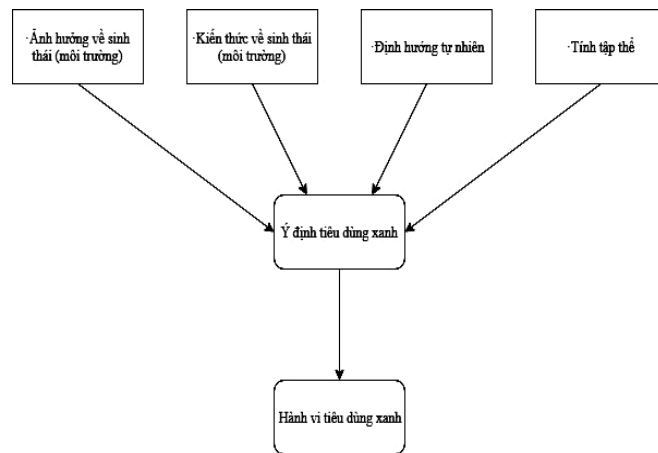 ·Ảnh hưởng về sinh
thái (môi trường)
·Kiến thức về sinh thái
(môi trường)
·Định hướng tự nhiên
·Tính tập thể
Ý định tiêu dùng xanh
Hành vi tiêu dùng xanh